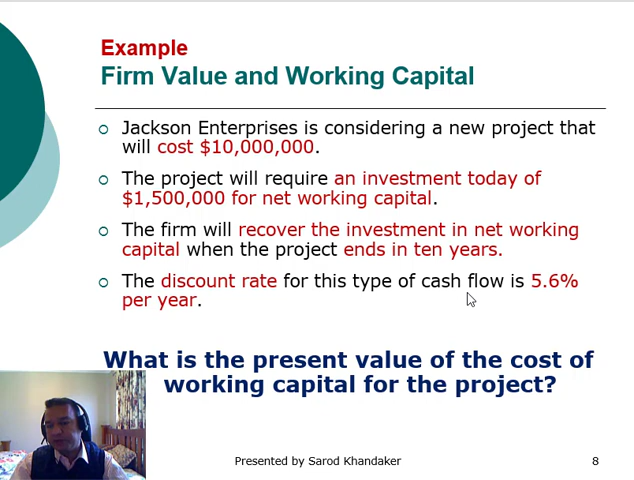 Example
Firm Value and Working Capital
Jackson Enterprises is considering a new project that
will cost $10,000,000.
The project will require an investment today of
$1,500,000 for net working capital.
The firm will recover the investment in net working
capital when the project ends in ten years.
The discount rate for this type of cash flow is 5.6%
per year.
What is the present value of the cost of
working capital for the project?
Presented by Sarod Khandaker
8